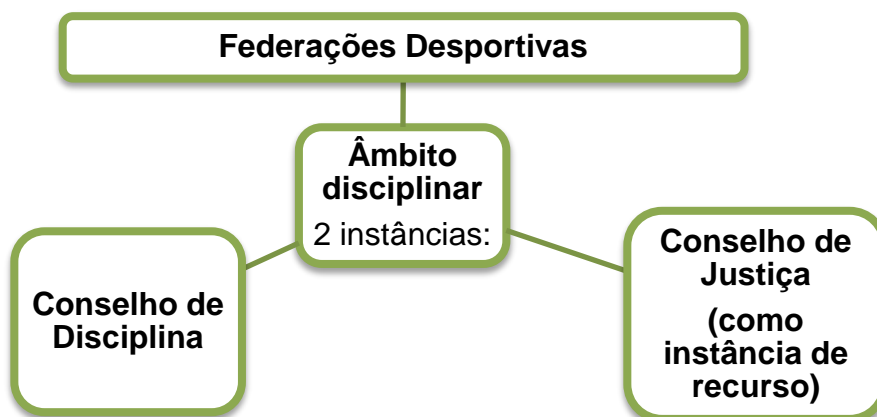 Federações Desportivas
Âmbito
disciplinar
2 instâncias:
Conselho de
Disciplina
Conselho de
Justiça
(como
instância de
recurso)